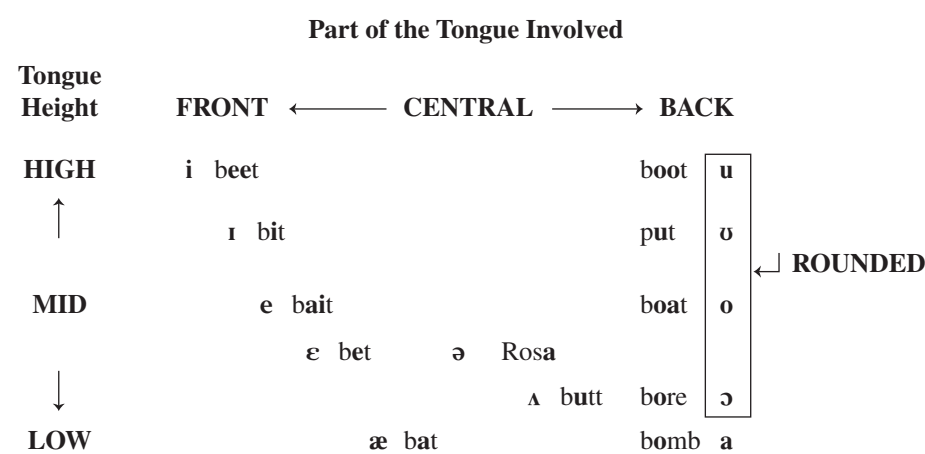 Part of the Tongue Involved
Tongue
Height FRONT ← CENTRAL → BACK
HIGH i beet boot u
ɪ bit put ʊ
ROUNDED
MID e bait boat o
ɛ bet ə Rosa
ʌ butt bore ɔ
LOW æ bat bomb a